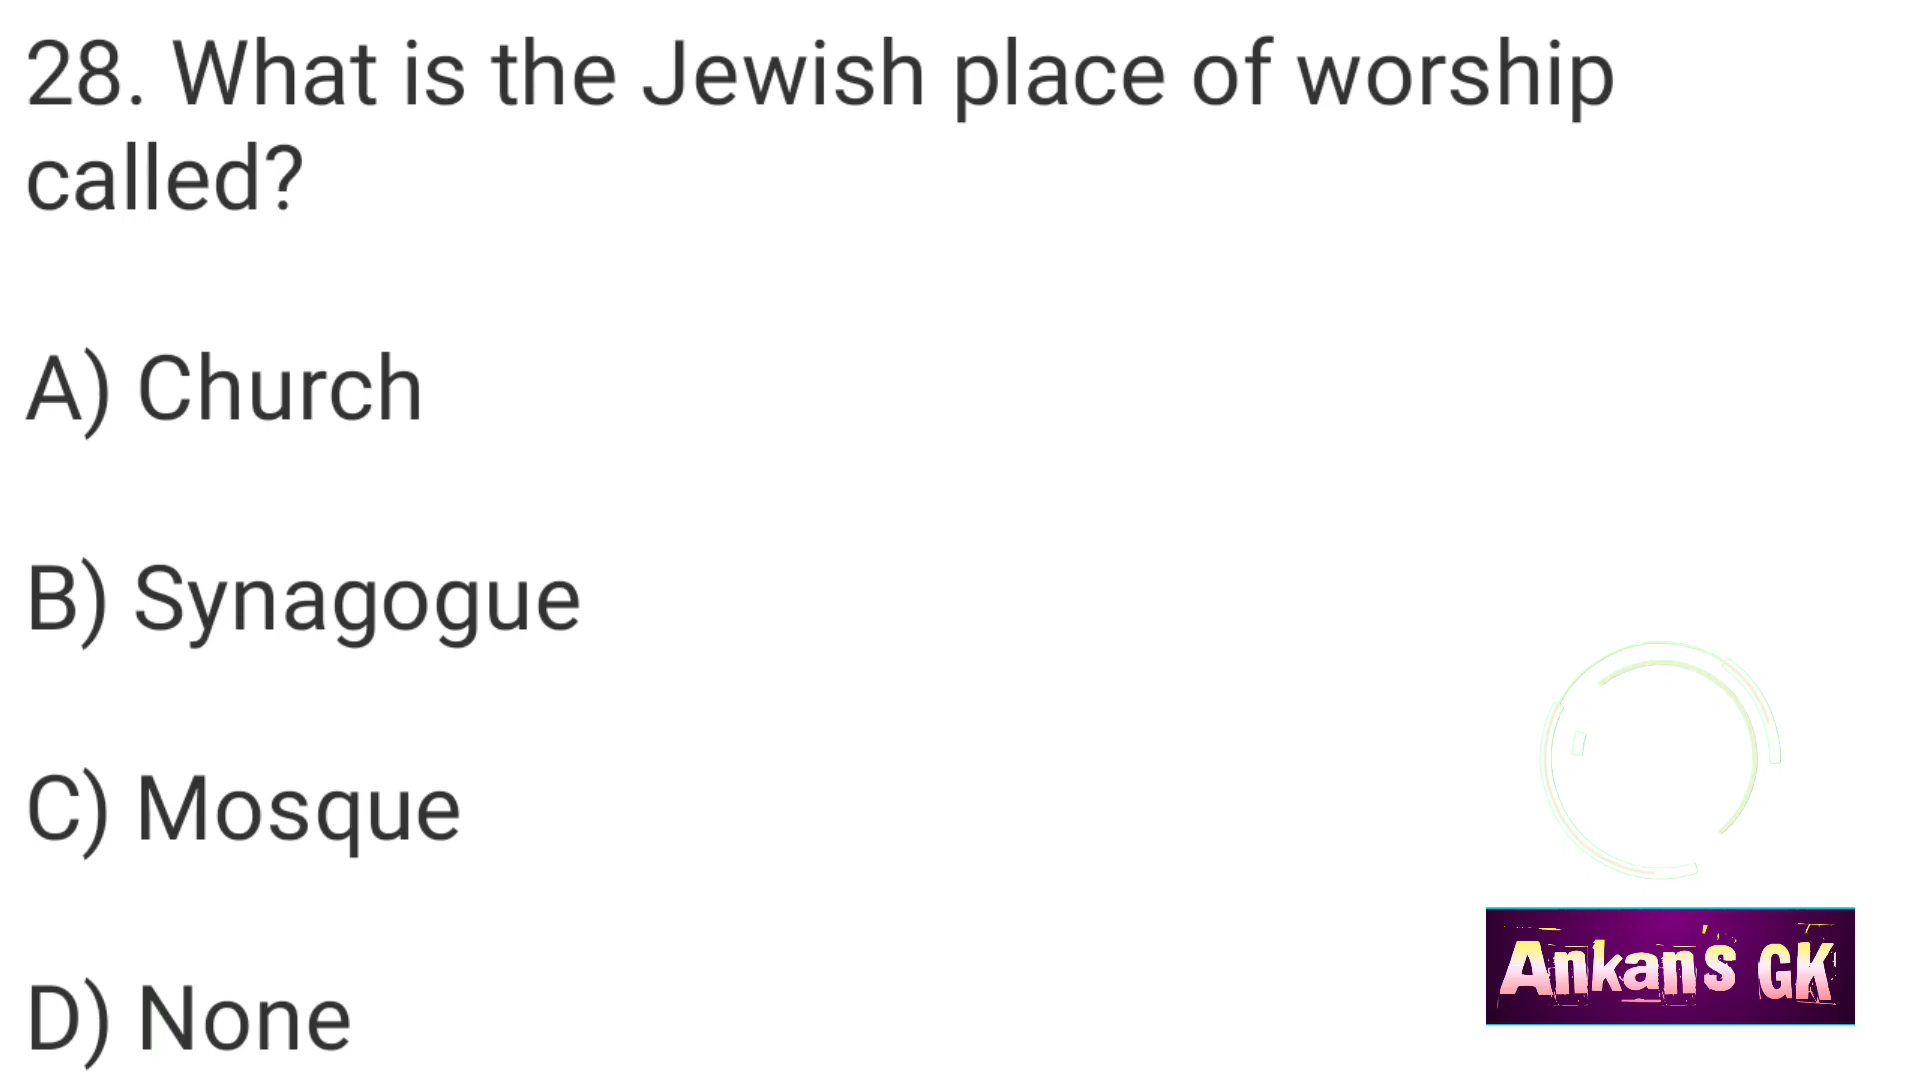 28. What is the Jewish place of worship
called?
A) Church
B) Synagogue
C) Mosque
D) None
Ankan's GK